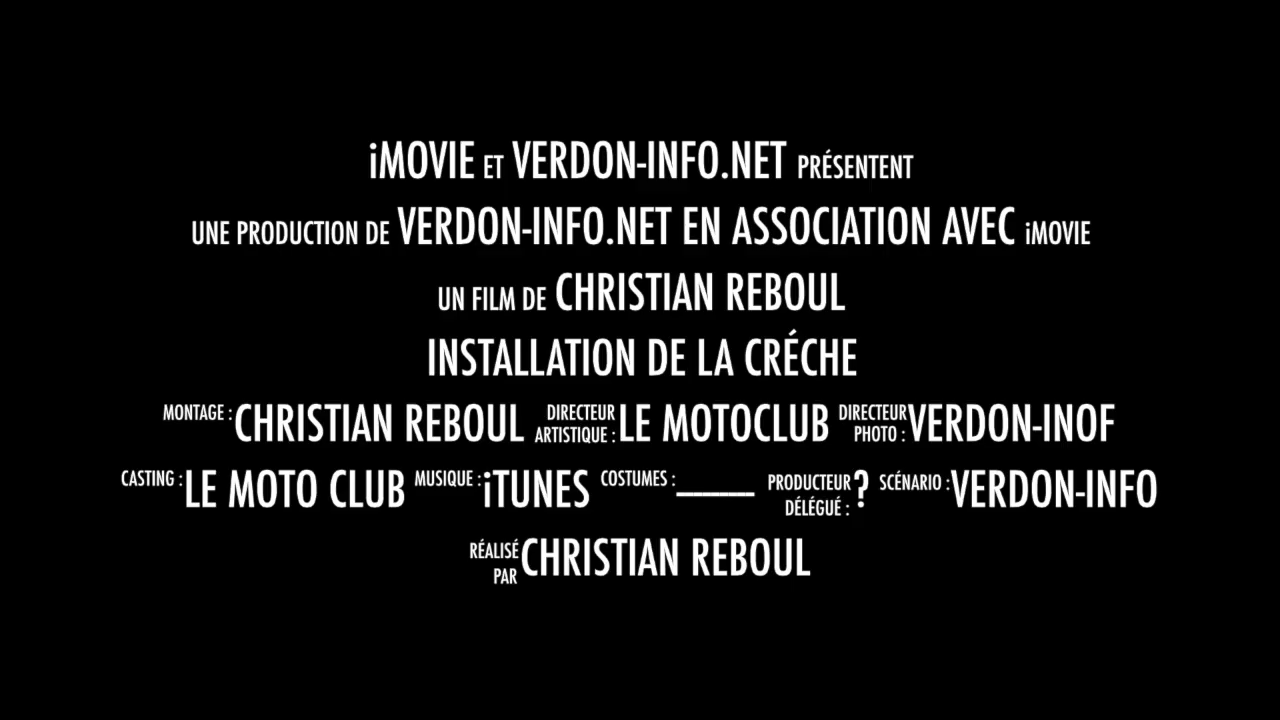 iMOVIE ET VERDON-INFO.NET PRÉSENTENT
UNE PRODUCTION DE VERDON-INFO.NET EN ASSOCIATION AVEC iMOVIE
UN FILM DE CHRISTIAN REBOUL
INSTALLATION DE LA CRÉCHE
MONTAGE : CHRISTIAN REBOUL DIRECTEUR ARTISTIQUE : LE MOTOCLUB DIRECTEUR PHOTO : VERDON-INOF
CASTING : LE MOTO CLUB MUSIQUE : iTUNES COSTUMES : ------------ PRODUCTEUR DÉLÉGUÉ : ? SCÉNARIO : VERDON-INFO
RÉALISÉ PAR CHRISTIAN REBOUL